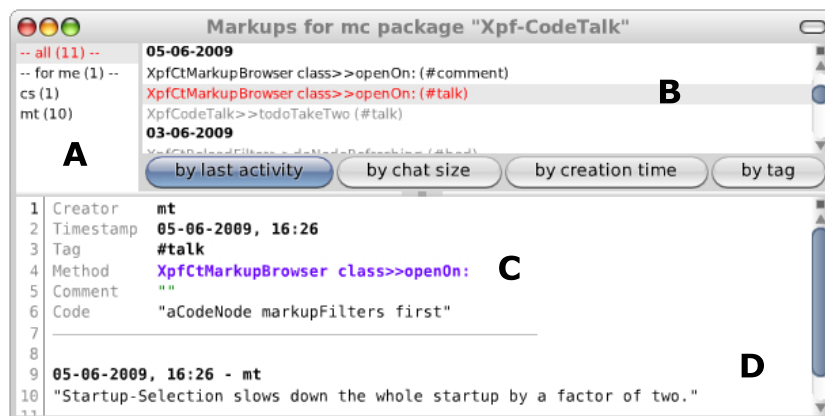 Markups for mc package "Xpf-CodeTalk"
-- all (11) --
-- for me (1) --
cs (1)
mt (10)
A
05-06-2009
XpfCtMarkupBrowser class>>openOn: (#comment)
XpfCtMarkupBrowser class>>openOn: (#talk)
XpfCodeTalk>>todoTakeTwo (#talk)
03-06-2009
B
by last activity
by chat size
by creation time
by tag
1 Creator mt
2 Timestamp 05-06-2009, 16:26
3 Tag #talk
4 Method XpfCtMarkupBrowser class>>openOn:
5 Comment ""
6 Code "aCodeNode markupFilters first"
7
8
9 05-06-2009, 16:26 - mt
10 "Startup-Selection slows down the whole startup by a factor of two."
11
C
D